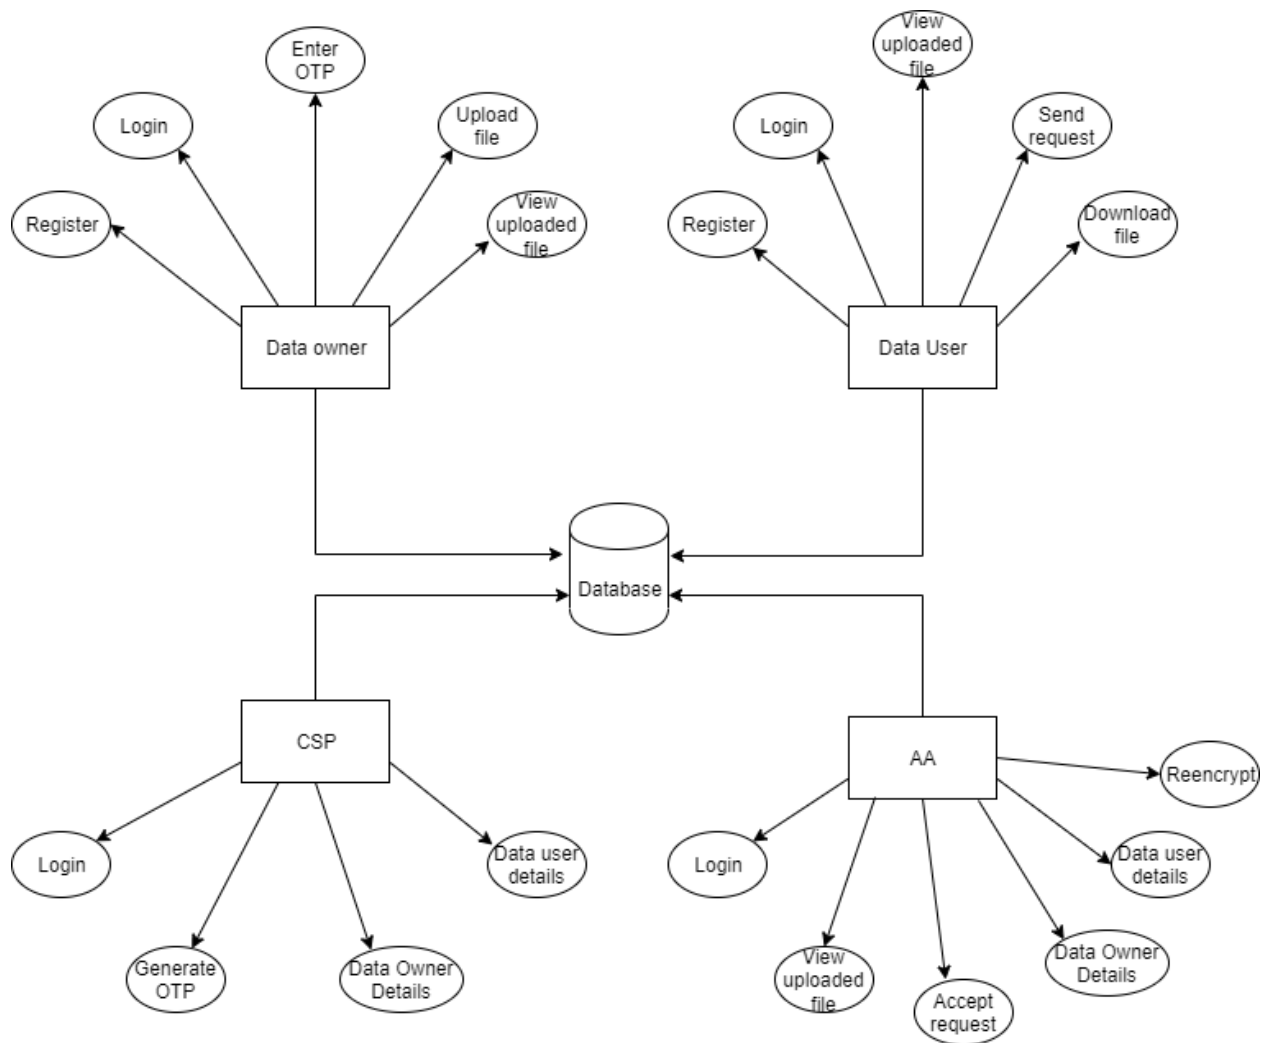 Enter
OTP
Login
Upload
file
Register
View
uploaded
file
Data owner
View
uploaded
file
Login
Send
request
Register
Download
file
Data User
Database
CSP
Login
Generate
OTP
Data Owner
Details
Data user
details
AA
Reencrypt
Login
View
uploaded
file
Accept
request
Data Owner
Details
Data user
details